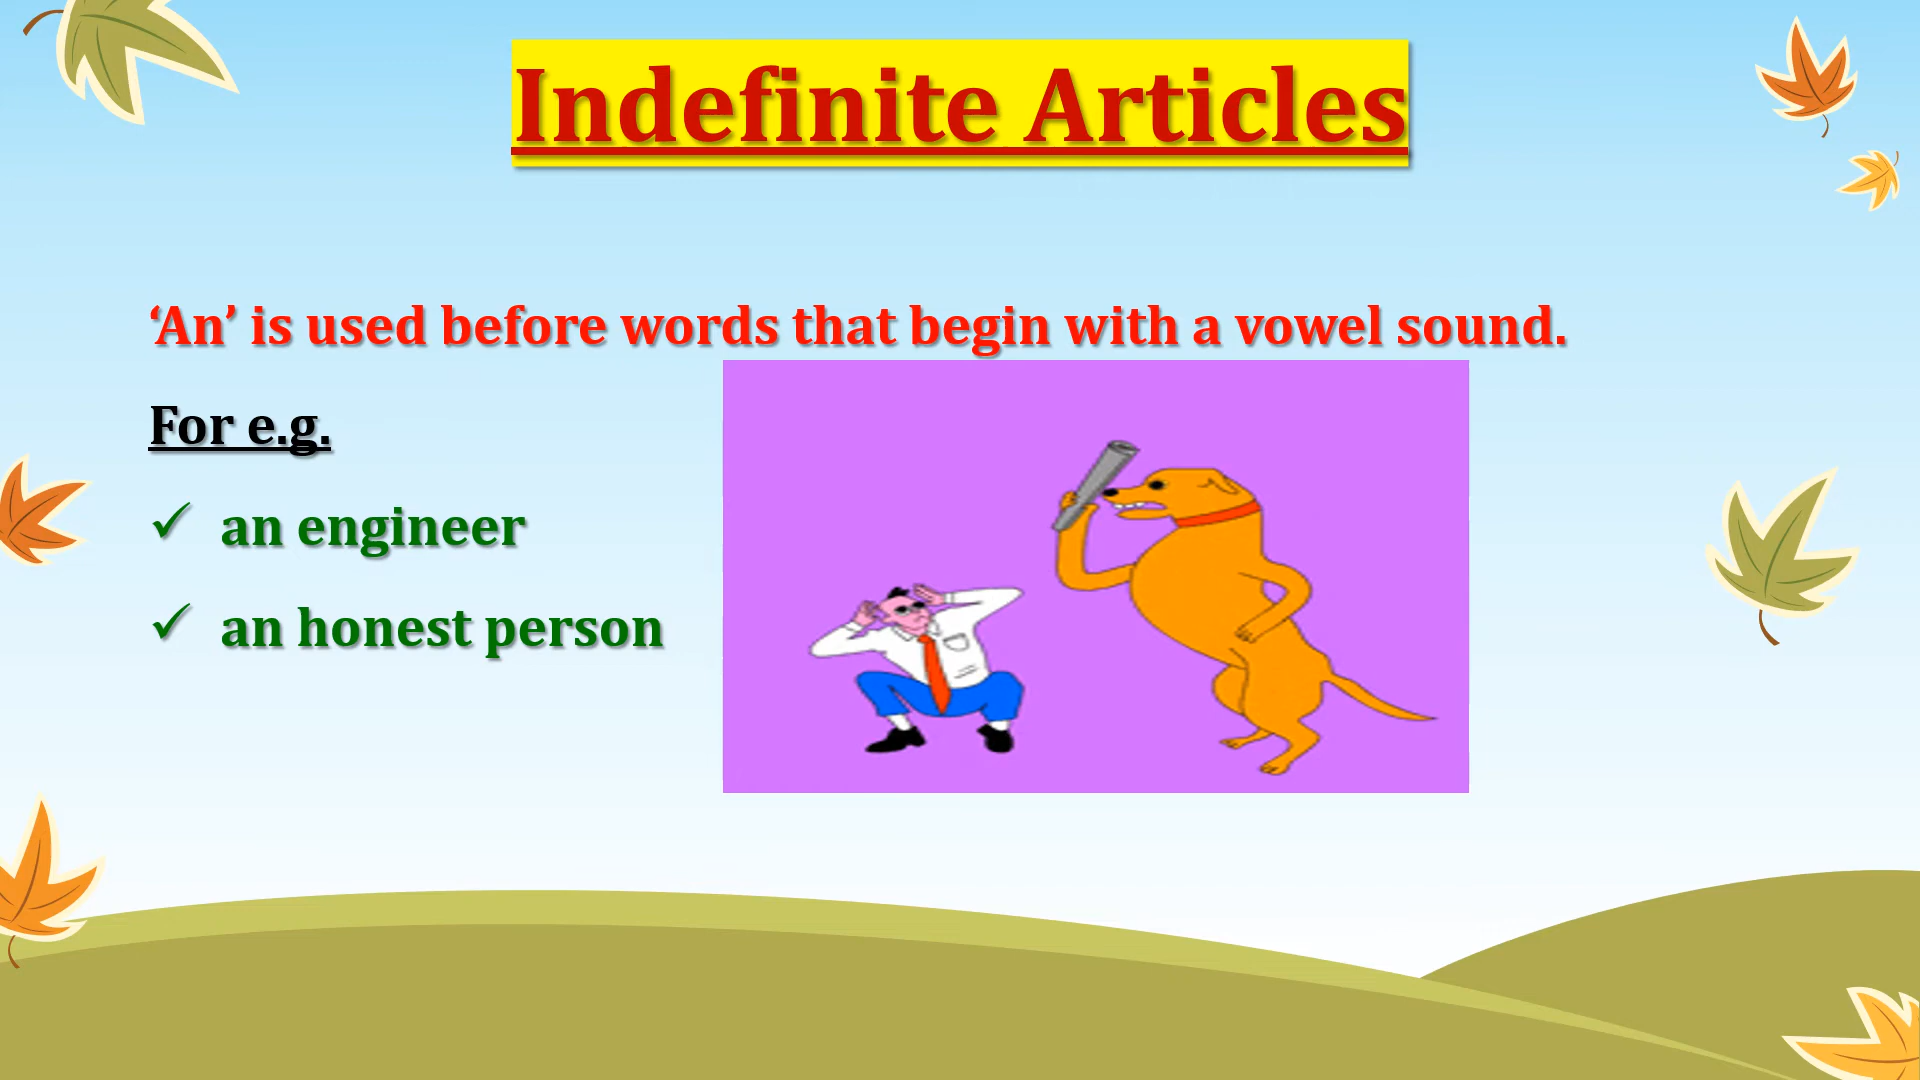 Indefinite Articles
‘An’ is used before words that begin with a vowel sound.
For e.g.
✓ an engineer
✓ an honest person